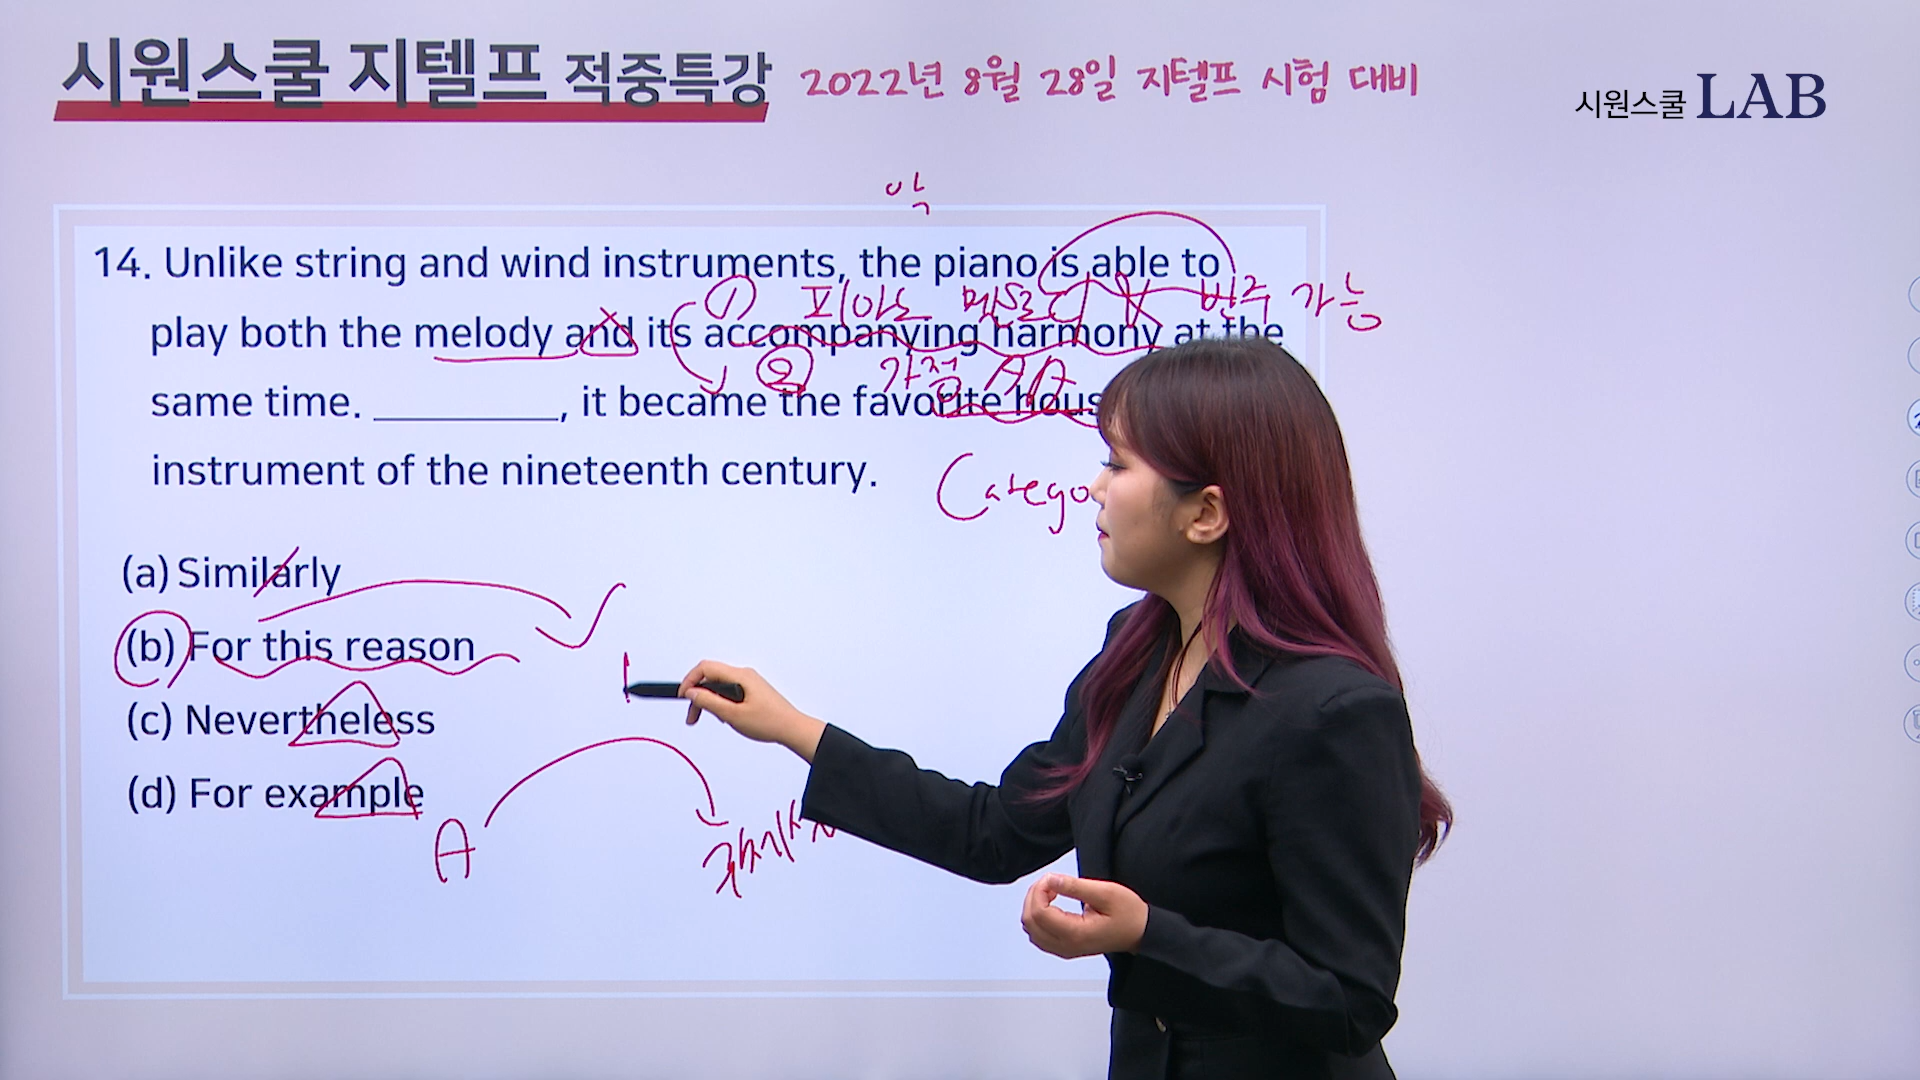 시원스쿨 지텔프 적중특강 2022년 8월 28일 지텔프 시험 대비
시원스쿨 LAB
악
14. Unlike string and wind instruments, the piano is able to
① 피아노 멜로디 반주 가능
play both the melody and its accompanying harmony at the
② 가정 악기
same time. ________, it became the favorite hous
instrument of the nineteenth century.
Catego
(a) Similarly
(b) For this reason
(c) Nevertheless
(d) For example
A